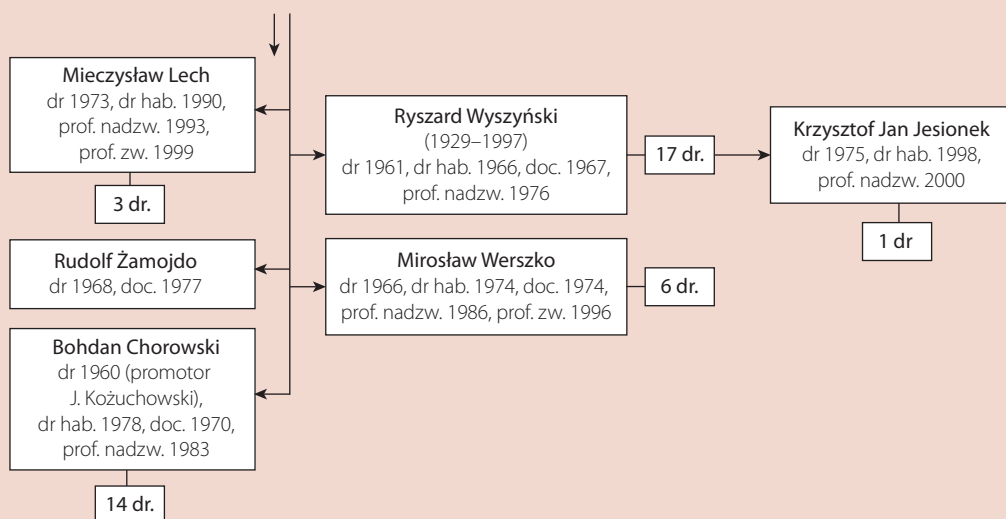 Mieczysław Lech
dr 1973, dr hab. 1990,
prof. nadzw. 1993,
prof. zw. 1999
3 dr.
Ryszard Wyszyński
(1929–1997)
dr 1961, dr hab. 1966, doc. 1967,
prof. nadzw. 1976
17 dr.
Krzysztof Jan Jesionek
dr 1975, dr hab. 1998,
prof. nadzw. 2000
1 dr
Rudolf Żamojdo
dr 1968, doc. 1977
Mirosław Werszko
dr 1966, dr hab. 1974, doc. 1974,
prof. nadzw. 1986, prof. zw. 1996
6 dr.
Bohdan Chorowski
dr 1960 (promotor
J. Kożuchowski),
dr hab. 1978, doc. 1970,
prof. nadzw. 1983
14 dr.